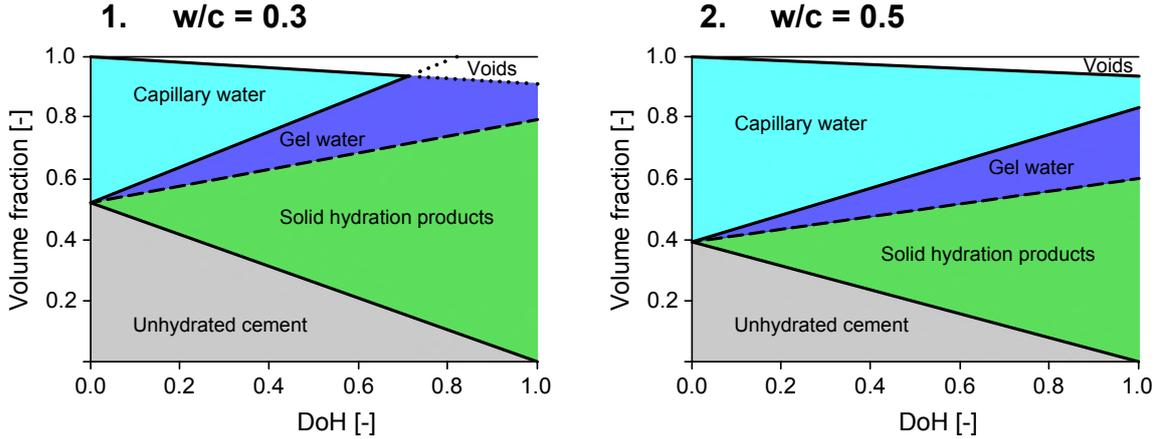 1. w/c = 0.3
Volume fraction [-]
1.0
0.8
0.6
0.4
0.2
Voids
Capillary water
Gel water
Solid hydration products
Unhydrated cement
0.0 0.2 0.4 0.6 0.8 1.0
DoH [-]
2. w/c = 0.5
Volume fraction [-]
1.0
0.8
0.6
0.4
0.2
Voids
Capillary water
Gel water
Solid hydration products
Unhydrated cement
0.0 0.2 0.4 0.6 0.8 1.0
DoH [-]